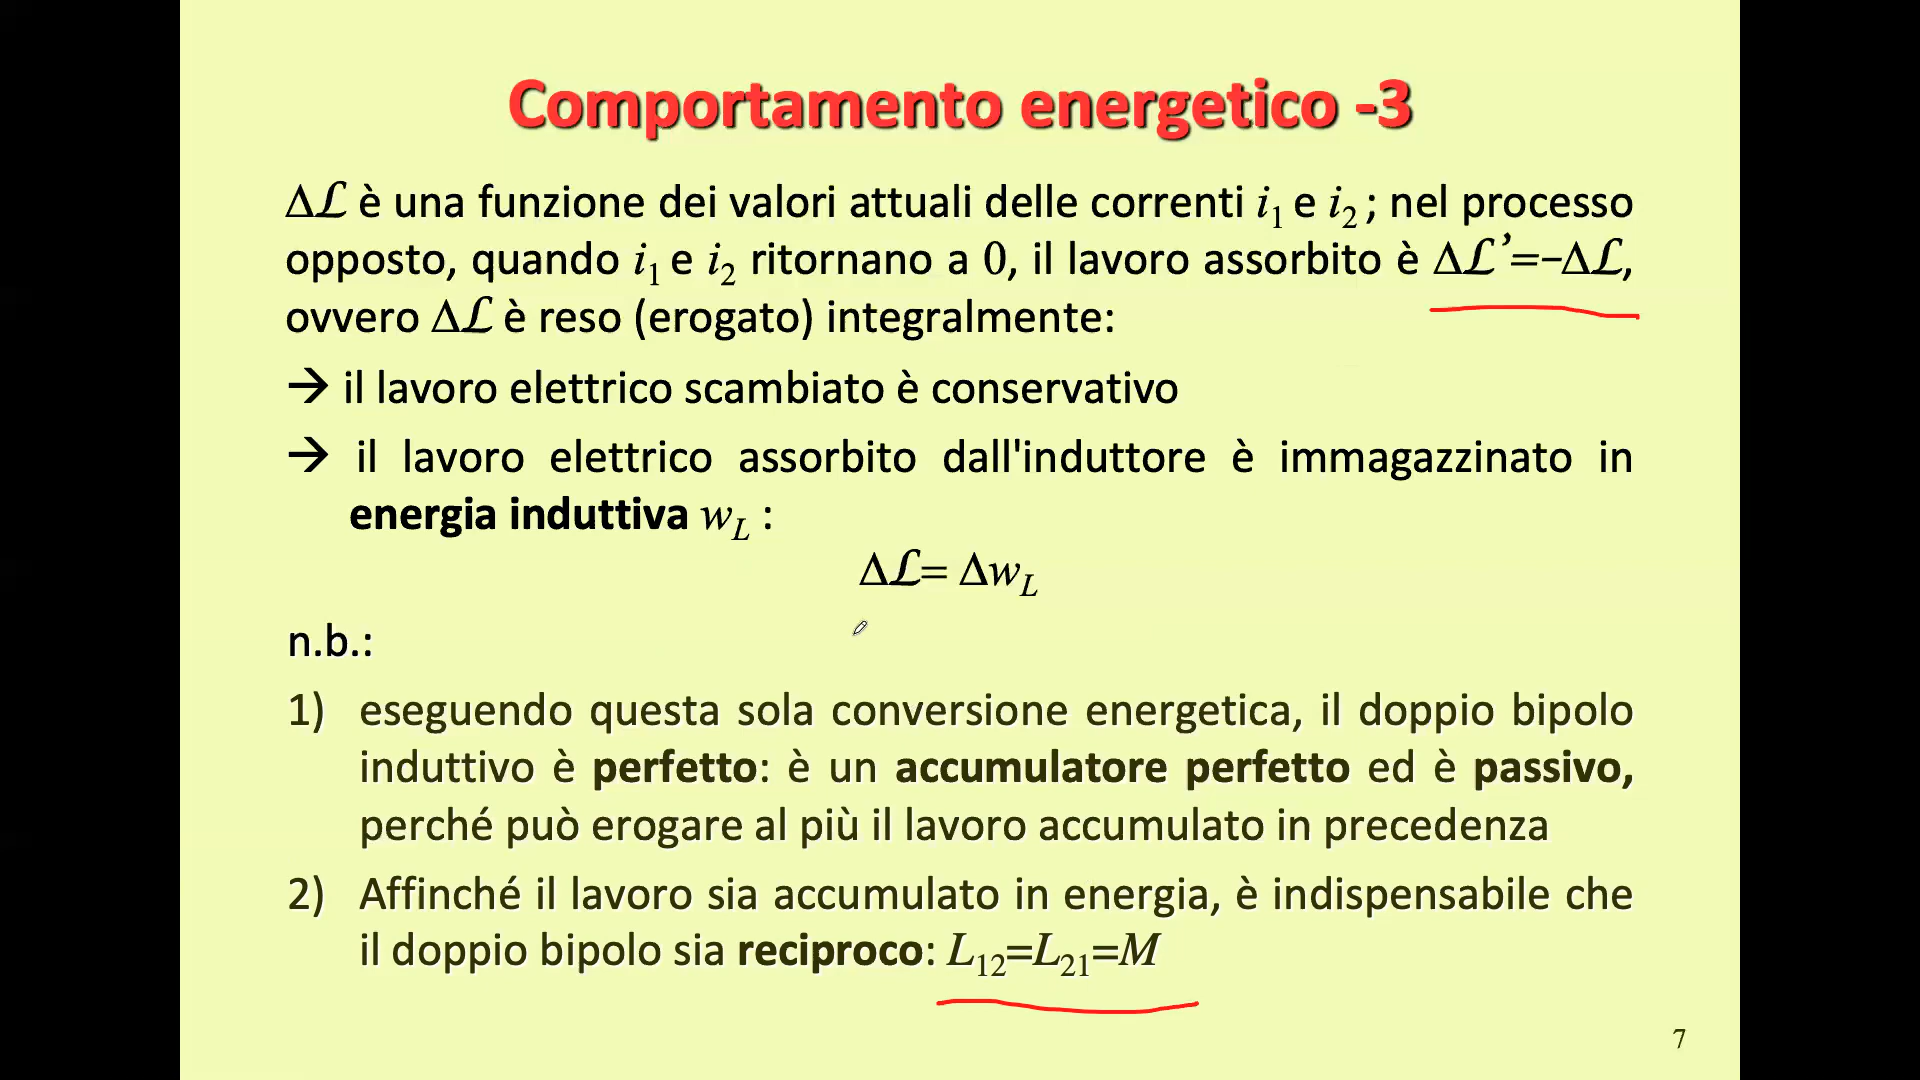 Comportamento energetico -3
Δℒ è una funzione dei valori attuali delle correnti i₁ e i₂ ; nel processo
opposto, quando i₁ e i₂ ritornano a 0, il lavoro assorbito è Δℒ’=−Δℒ,
ovvero Δℒ è reso (erogato) integralmente:
→ il lavoro elettrico scambiato è conservativo
→ il lavoro elettrico assorbito dall'induttore è immagazzinato in
energia induttiva w_L :
Δℒ= Δw_L
n.b.:
1) eseguendo questa sola conversione energetica, il doppio bipolo
induttivo è perfetto: è un accumulatore perfetto ed è passivo,
perché può erogare al più il lavoro accumulato in precedenza
2) Affinché il lavoro sia accumulato in energia, è indispensabile che
il doppio bipolo sia reciproco: L₁₂=L₂₁=M
7